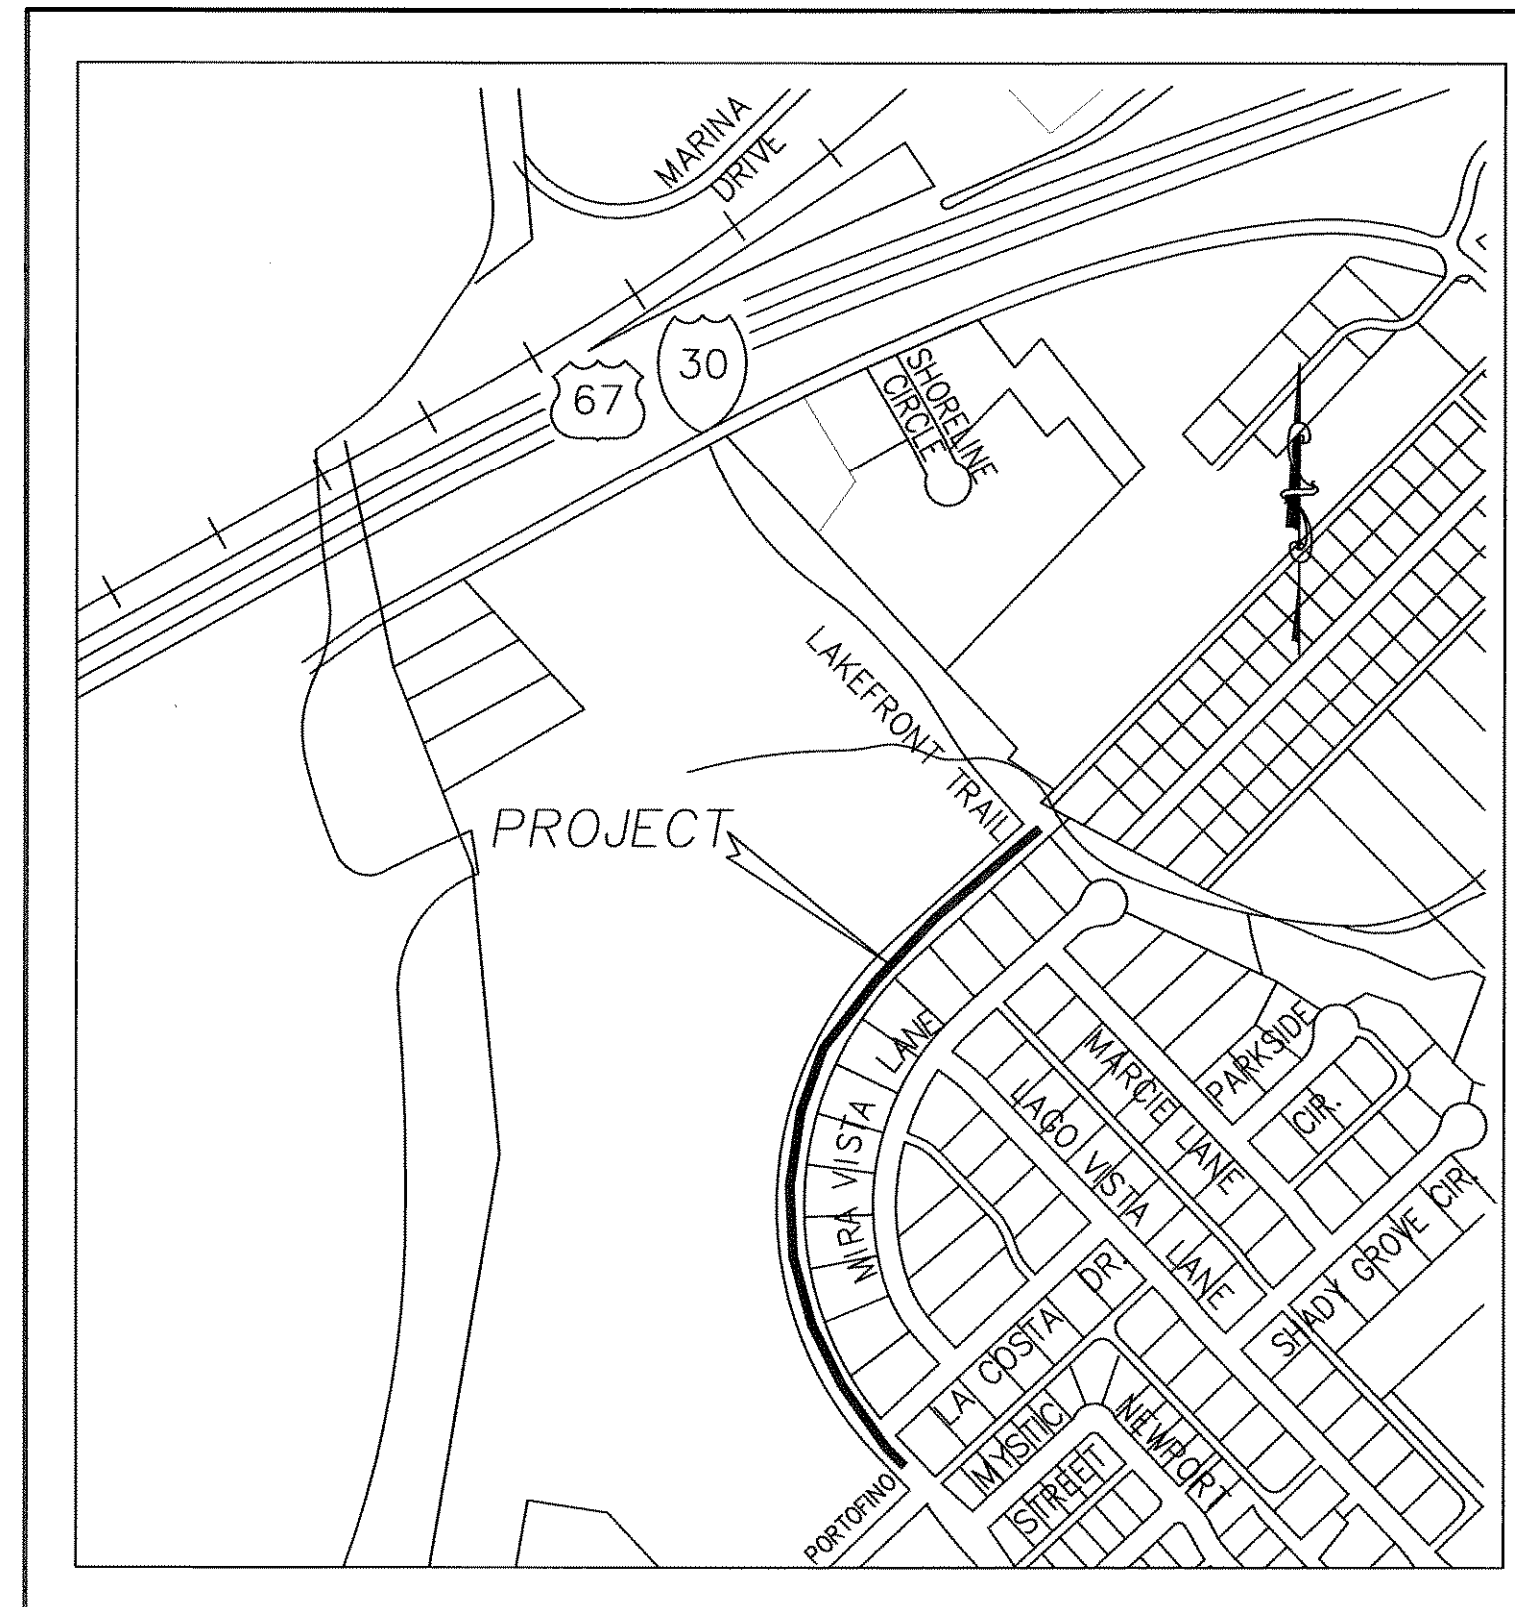 MARINA
DRIVE
30
67
SHORELINE
CIRCLE
LAKEFRONT TRAIL
PROJECT
MIRA VISTA LANE
MARCIE LANE
PARKSIDE
CIR.
LAGO VISTA LANE
SHADY GROVE CIR.
LA COSTA DR.
MYSTIC
STREET
NEWPORT
PORTOFINO